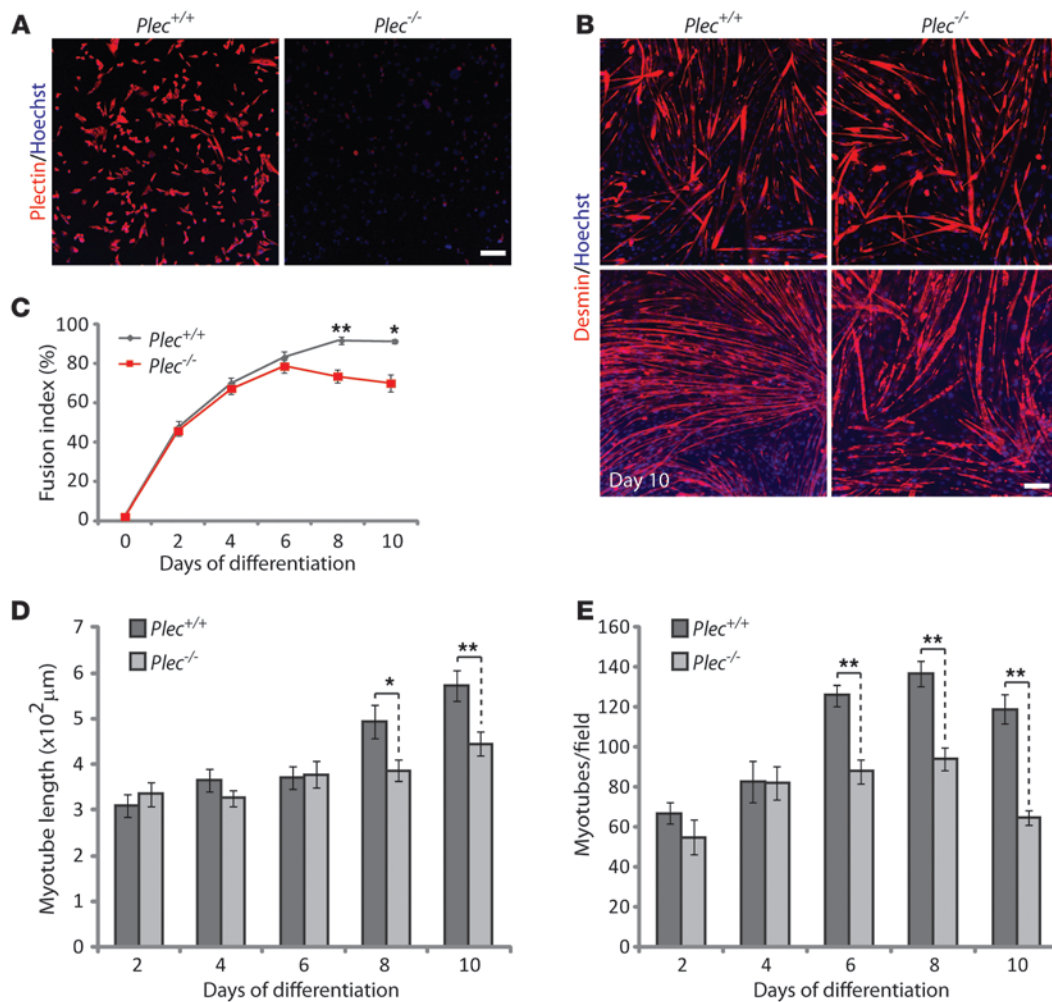 A
Plec+/+
Plec-/-
Plectin/Hoechst
B
Plec+/+
Plec-/-
Desmin/Hoechst
Day 10
C
Fusion index (%)
100
80
60
40
20
0
Plec+/+
Plec-/-
**
*
0 2 4 6 8 10
Days of differentiation
D
Myotube length (x10² μm)
7
6
5
4
3
2
1
0
Plec+/+
Plec-/-
*
**
2 4 6 8 10
Days of differentiation
E
Myotubes/field
160
140
120
100
80
60
40
20
0
Plec+/+
Plec-/-
**
**
**
2 4 6 8 10
Days of differentiation